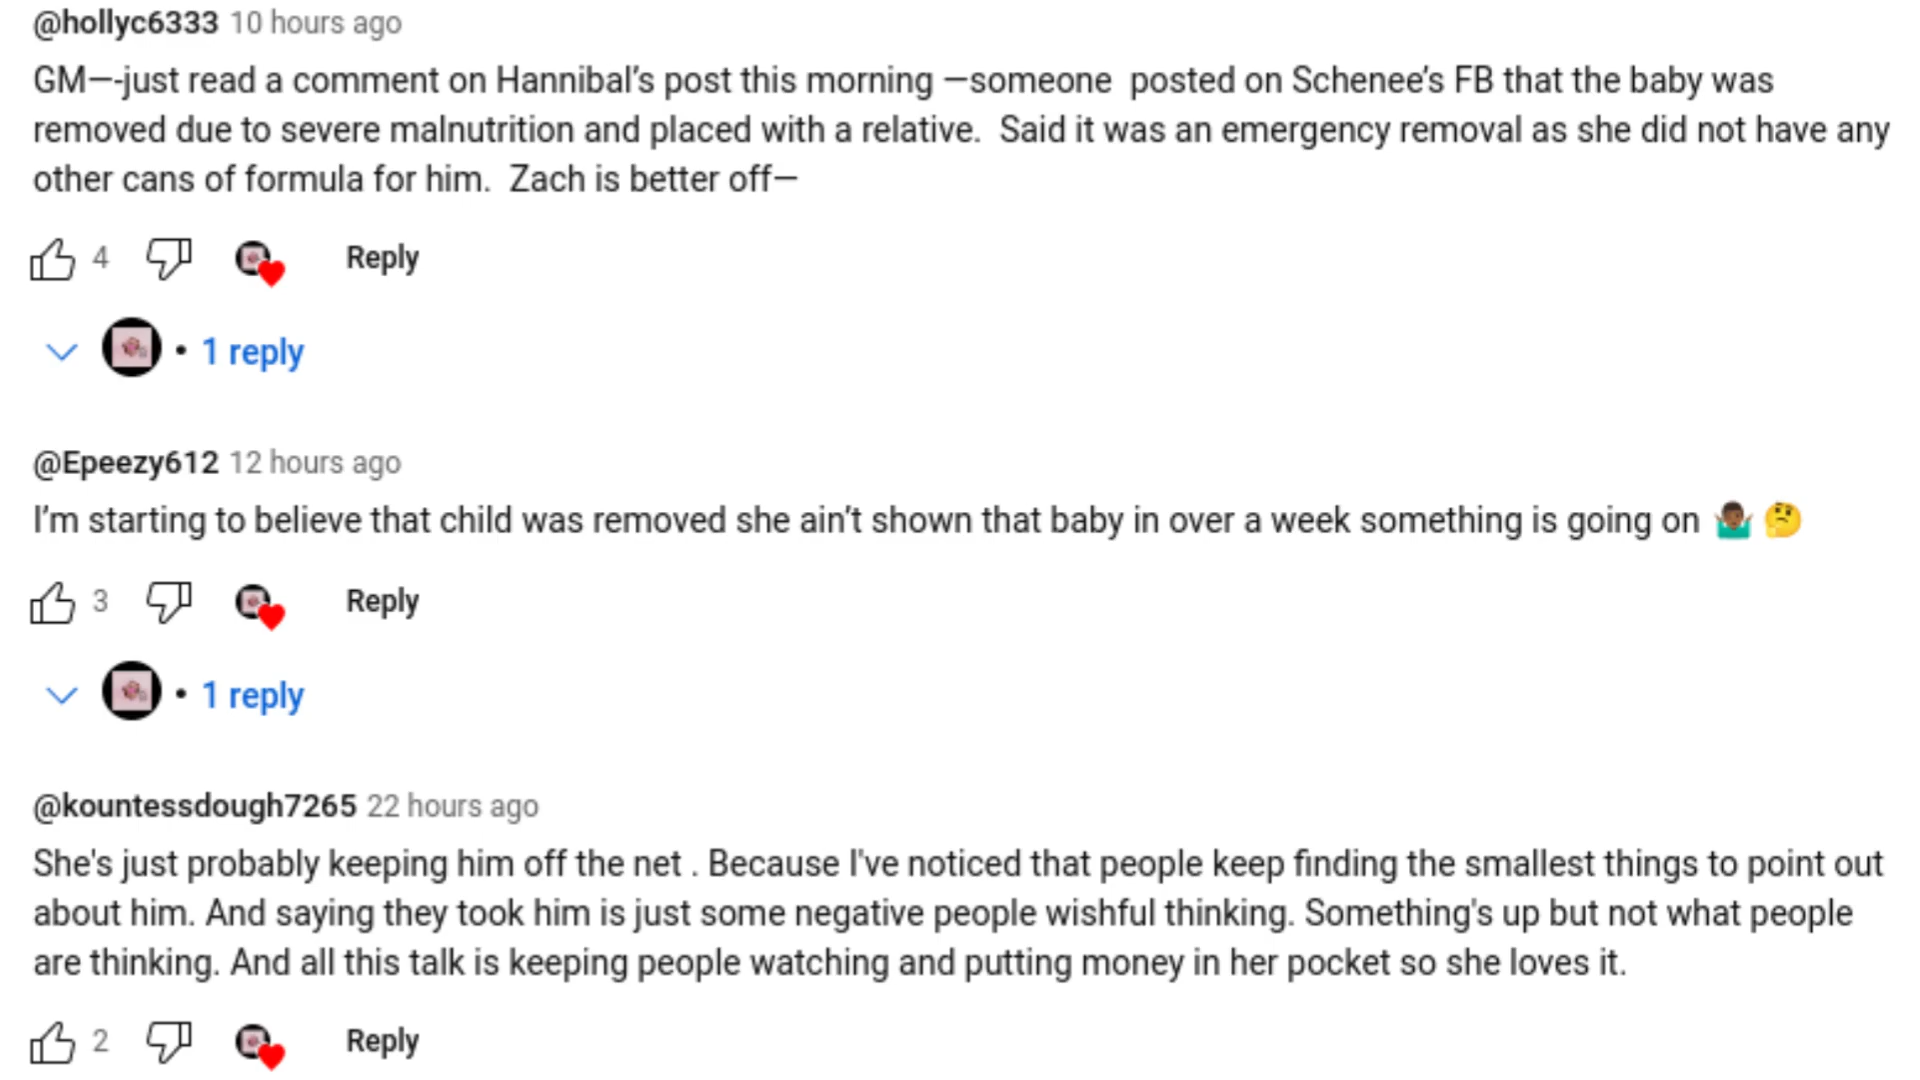 @hollyc6333 10 hours ago
GM—-just read a comment on Hannibal’s post this morning —someone  posted on Schenee’s FB that the baby was
removed due to severe malnutrition and placed with a relative.  Said it was an emergency removal as she did not have any
other cans of formula for him.  Zach is better off—
4 Reply
• 1 reply
@Epeezy612 12 hours ago
I’m starting to believe that child was removed she ain’t shown that baby in over a week something is going on 🤷🏾‍♂️ 🤔
3 Reply
• 1 reply
@kountessdough7265 22 hours ago
She's just probably keeping him off the net . Because I've noticed that people keep finding the smallest things to point out
about him. And saying they took him is just some negative people wishful thinking. Something's up but not what people
are thinking. And all this talk is keeping people watching and putting money in her pocket so she loves it.
2 Reply